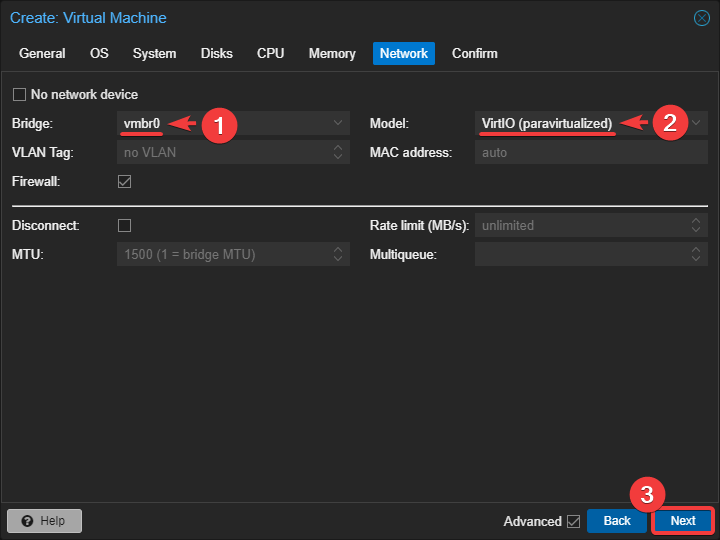 Create: Virtual Machine
General OS System Disks CPU Memory Network Confirm
No network device
Bridge: vmbr0 1 Model: VirtIO (paravirtualized) 2
VLAN Tag: no VLAN MAC address: auto
Firewall:
Disconnect: Rate limit (MB/s): unlimited
MTU: 1500 (1 = bridge MTU) Multiqueue:
3
? Help Advanced Back Next